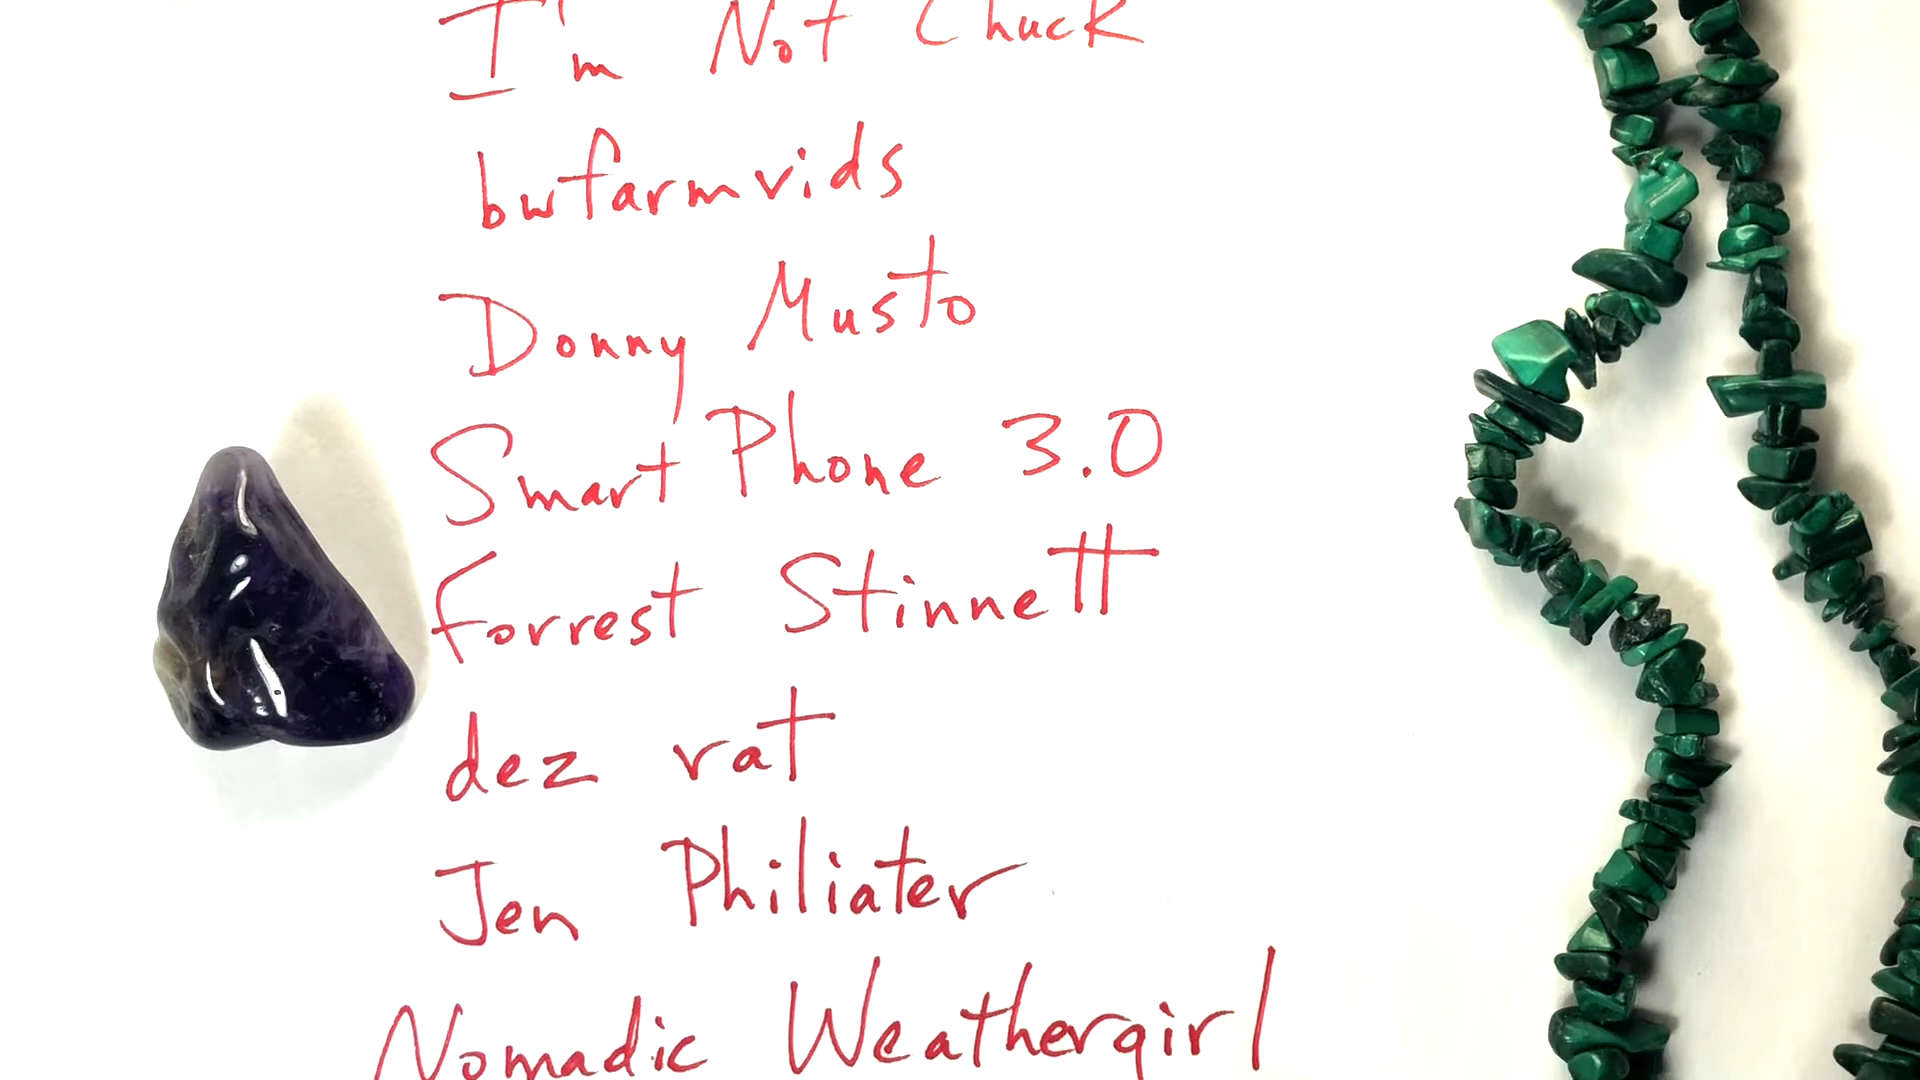 I'm Not Chuck
bwfarmvids
Donny Musto
Smart Phone 3.0
Forrest Stinnett
dez rat
Jen Philiater
Nomadic Weathergirl